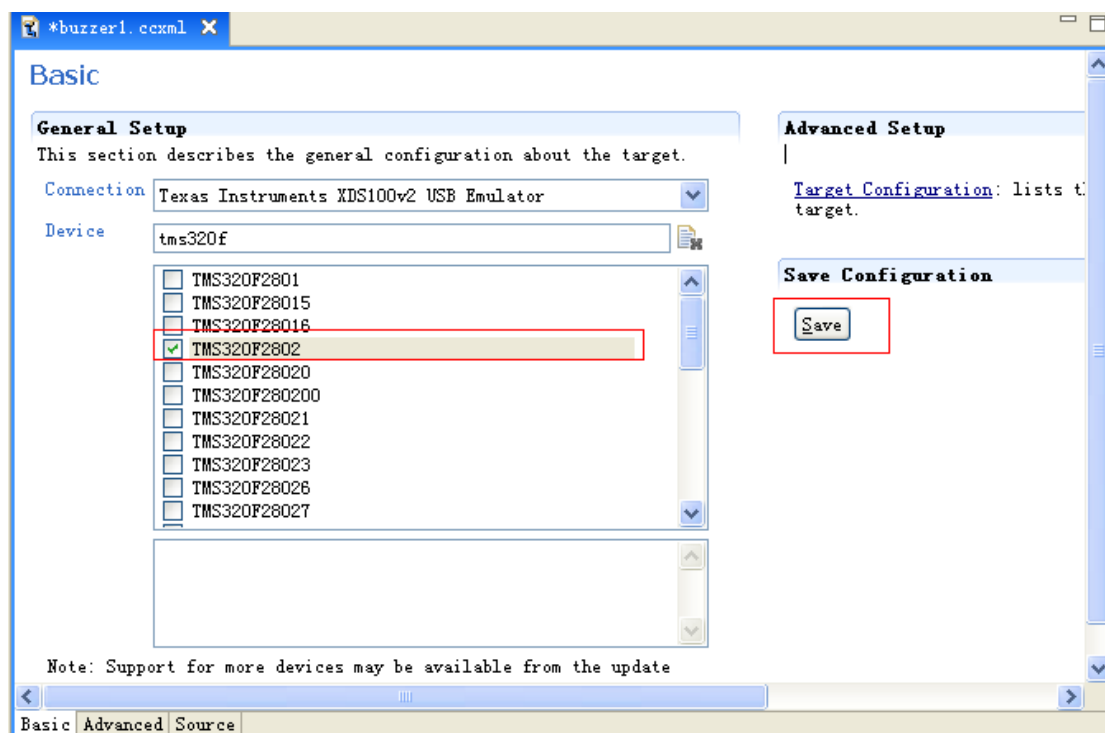 *buzzer1.ccxml
Basic
General Setup
This section describes the general configuration about the target.
Connection
Texas Instruments XDS100v2 USB Emulator
Device
tms320f
TMS320F2801
TMS320F28015
TMS320F28016
TMS320F2802
TMS320F28020
TMS320F280200
TMS320F28021
TMS320F28022
TMS320F28023
TMS320F28026
TMS320F28027
Note: Support for more devices may be available from the update
Advanced Setup
Target Configuration: lists t
target.
Save Configuration
Save
Basic Advanced Source